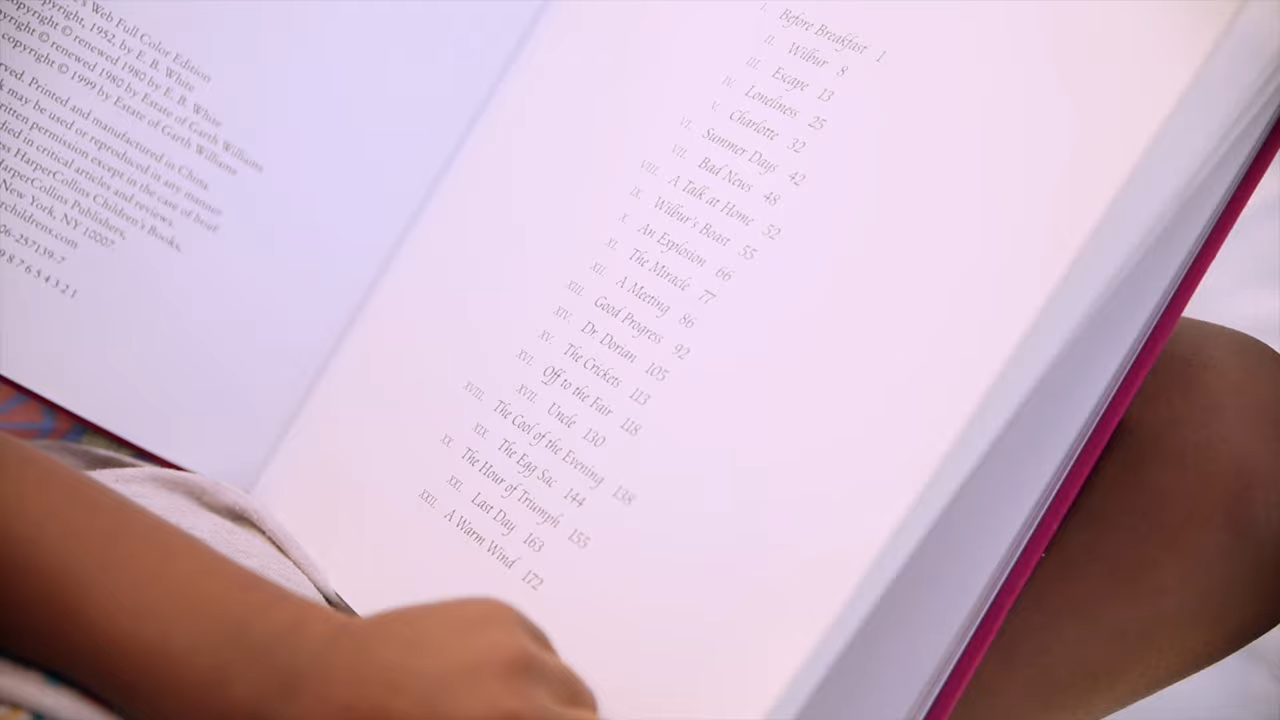 's Web Full Color Edition
pyright, 1952, by E. B. White
pyright © renewed 1980 by E. B. White
copyright © renewed 1980 by Estate of Garth Williams
copyright © 1999 by Estate of Garth Williams
rved. Printed and manufactured in China.
k may be used or reproduced in any manner
ritten permission except in the case of brief
died in critical articles and reviews.
ss HarperCollins Children's Books,
HarperCollins Publishers,
New York, NY 10007.
rchildrens.com
06-257139-7
9 8 7 6 5 4 3 2 1
I. Before Breakfast 1
II. Wilbur 8
III. Escape 13
IV. Loneliness 25
V. Charlotte 32
VI. Summer Days 42
VII. Bad News 48
VIII. A Talk at Home 52
IX. Wilbur's Boast 55
X. An Explosion 66
XI. The Miracle 77
XII. A Meeting 86
XIII. Good Progress 92
XIV. Dr. Dorian 105
XV. The Crickets 113
XVI. Off to the Fair 118
XVII. Uncle 130
XVIII. The Cool of the Evening 138
XIX. The Egg Sac 144
XX. The Hour of Triumph 155
XXI. Last Day 163
XXII. A Warm Wind 172